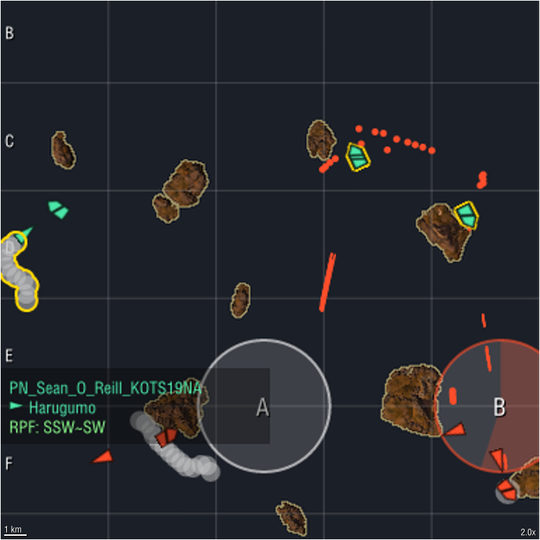 B
C
D
E
PN_Sean_O_Reill_KOTS19NA
Harugumo
RPF: SSW~SW
A
B
F
1 km
2.0x